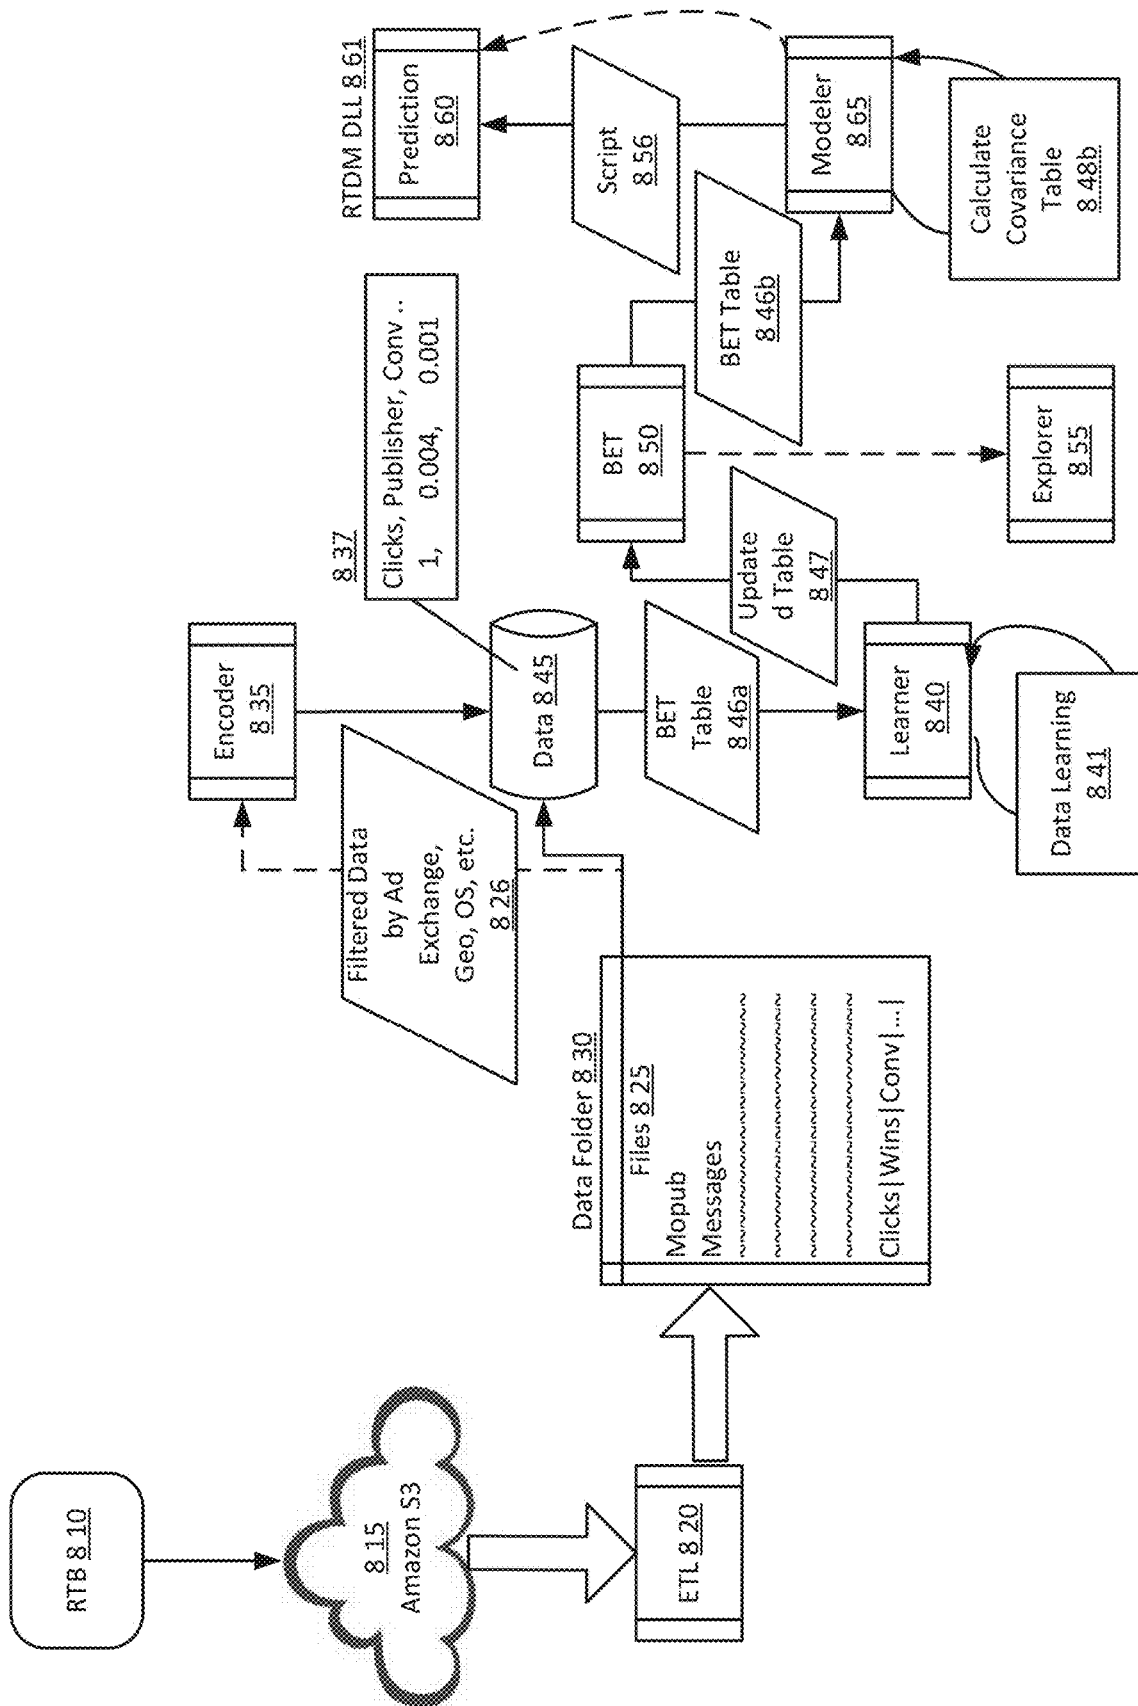 RTB 8 10
8 15
Amazon S3
ETL 8 20
Data Folder 8 30
Files 8 25
Mopub
Messages
Clicks|Wins|Conv|...|
Filtered Data
by Ad
Exchange,
Geo, OS, etc.
8 26
Encoder
8 35
8 37
Clicks, Publisher, Conv ..
1, 0.004, 0.001
Data 8 45
BET
Table
8 46a
Learner
8 40
Data Learning
8 41
Update
d Table
8 47
BET
8 50
Explorer
8 55
BET Table
8 46b
RTDM DLL 8 61
Prediction
8 60
Script
8 56
Modeler
8 65
Calculate
Covariance
Table
8 48b